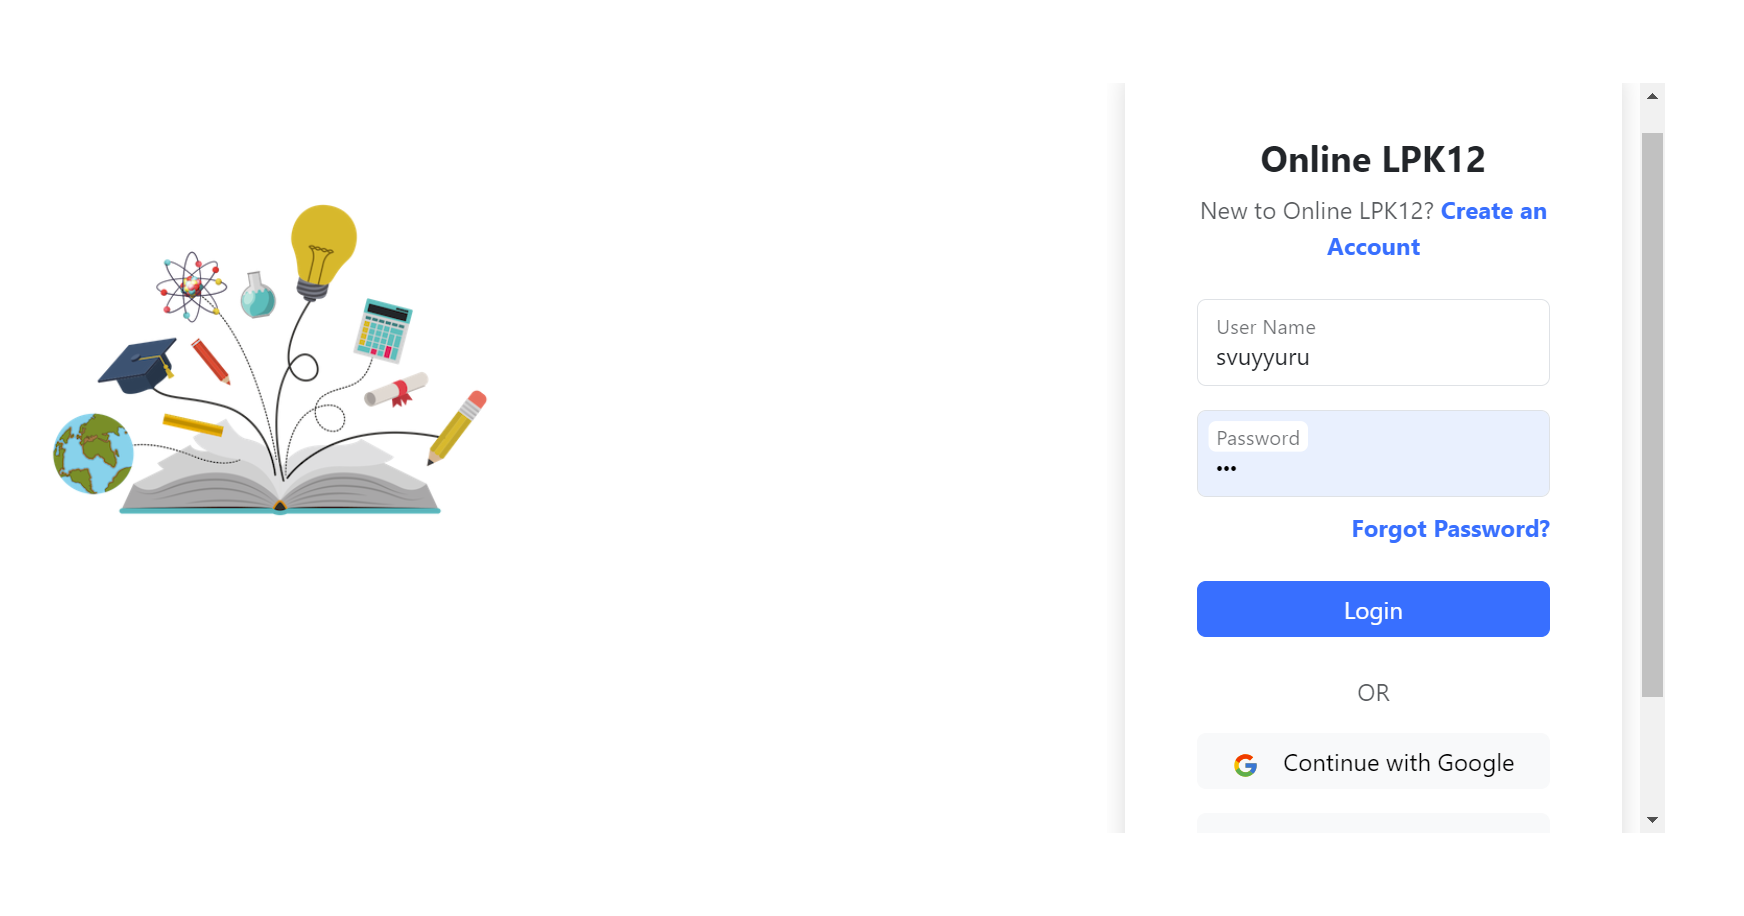 Online LPK12
New to Online LPK12? Create an
Account
User Name
svuyyuru
Password
•••
Forgot Password?
Login
OR
Continue with Google